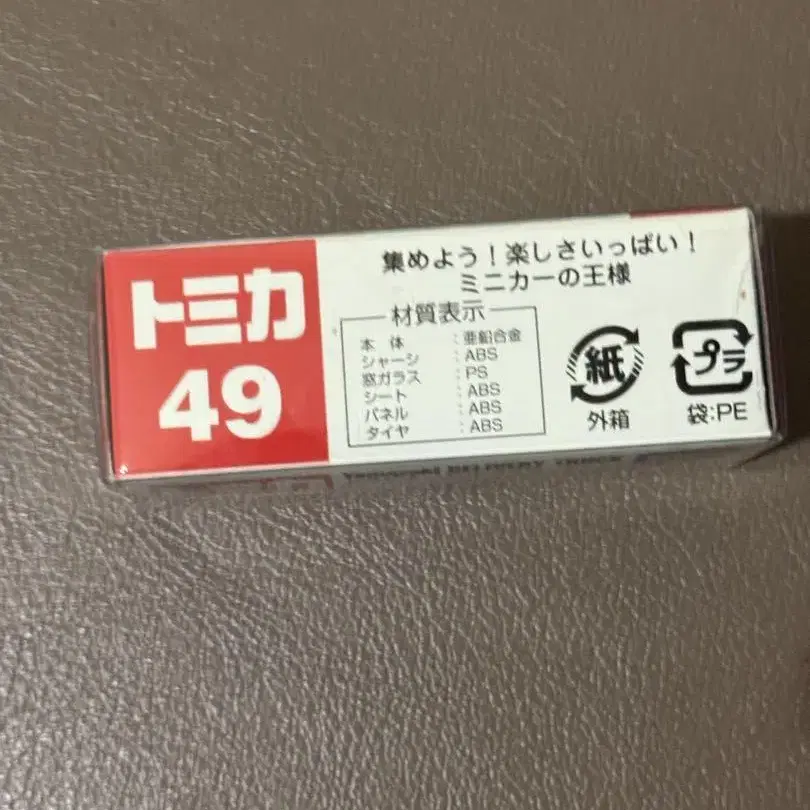 トミカ
49
集めよう！楽しさいっぱい！
ミニカーの王様
材質表示
本体：亜鉛合金
シャーシ：ABS
窓ガラス：PS
シート：ABS
パネル：ABS
タイヤ：ABS
紙
外箱
プラ
袋:PE